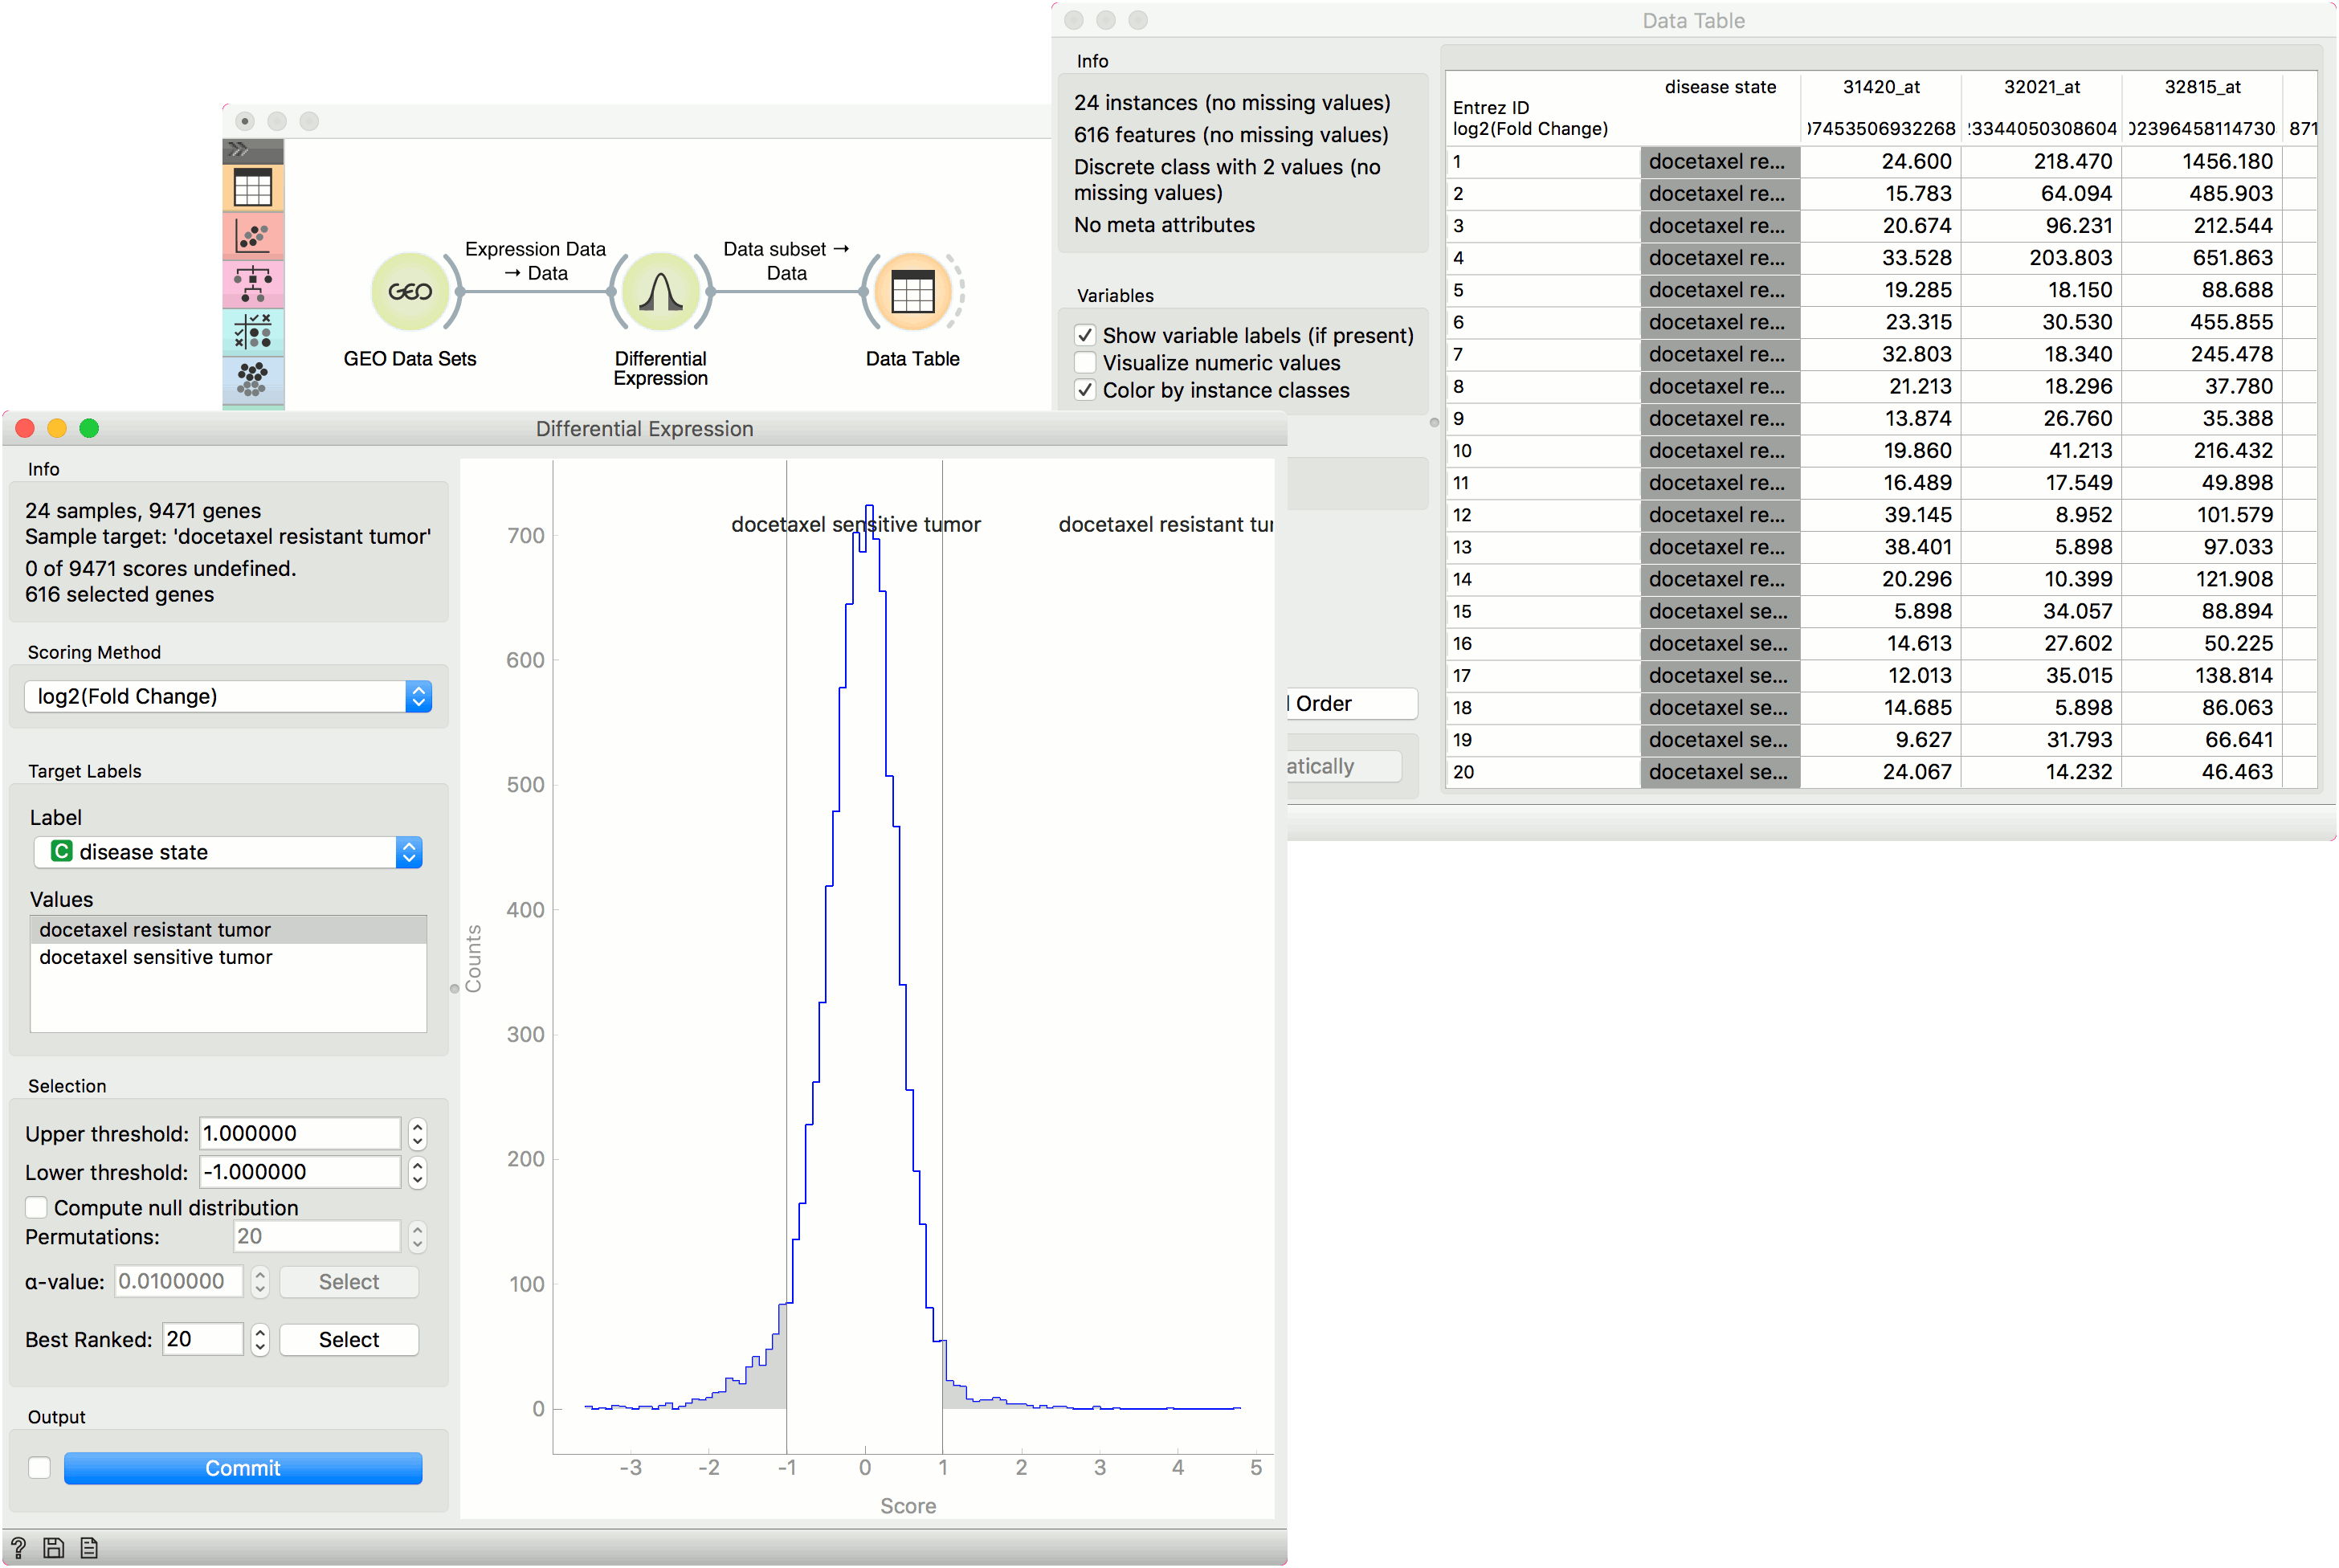 Data Table
Info
24 instances (no missing values)
616 features (no missing values)
Discrete class with 2 values (no
missing values)
No meta attributes
Variables
Show variable labels (if present)
Visualize numeric values
Color by instance classes
Order
atically
disease state 31420_at 32021_at 32815_at
Entrez ID
log2(Fold Change) 07453506932268 23344050308604 02396458114730 871
1 docetaxel re... 24.600 218.470 1456.180
2 docetaxel re... 15.783 64.094 485.903
3 docetaxel re... 20.674 96.231 212.544
4 docetaxel re... 33.528 203.803 651.863
5 docetaxel re... 19.285 18.150 88.688
6 docetaxel re... 23.315 30.530 455.855
7 docetaxel re... 32.803 18.340 245.478
8 docetaxel re... 21.213 18.296 37.780
9 docetaxel re... 13.874 26.760 35.388
10 docetaxel re... 19.860 41.213 216.432
11 docetaxel re... 16.489 17.549 49.898
12 docetaxel re... 39.145 8.952 101.579
13 docetaxel re... 38.401 5.898 97.033
14 docetaxel re... 20.296 10.399 121.908
15 docetaxel se... 5.898 34.057 88.894
16 docetaxel se... 14.613 27.602 50.225
17 docetaxel se... 12.013 35.015 138.814
18 docetaxel se... 14.685 5.898 86.063
19 docetaxel se... 9.627 31.793 66.641
20 docetaxel se... 24.067 14.232 46.463
Expression Data
→ Data
Data subset →
Data
GEO
GEO Data Sets
Differential
Expression
Data Table
Differential Expression
Info
24 samples, 9471 genes
Sample target: 'docetaxel resistant tumor'
0 of 9471 scores undefined.
616 selected genes
Scoring Method
log2(Fold Change)
Target Labels
Label
C disease state
Values
docetaxel resistant tumor
docetaxel sensitive tumor
Selection
Upper threshold: 1.000000
Lower threshold: -1.000000
Compute null distribution
Permutations: 20
α-value: 0.0100000 Select
Best Ranked: 20 Select
Output
Commit
docetaxel sensitive tumor
docetaxel resistant tur
Counts
700
600
500
400
300
200
100
0
-3 -2 -1 0 1 2 3 4 5
Score
?